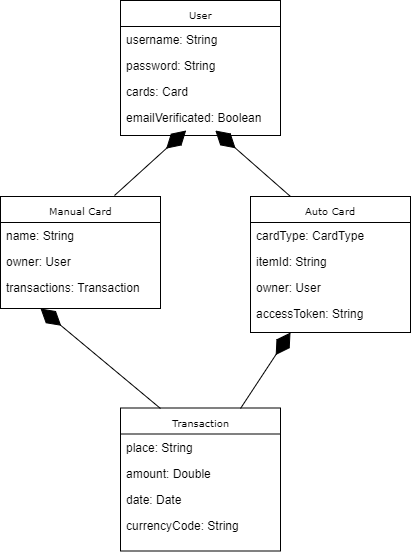 User
username: String
password: String
cards: Card
emailVerificated: Boolean
Manual Card
name: String
owner: User
transactions: Transaction
Auto Card
cardType: CardType
itemId: String
owner: User
accessToken: String
Transaction
place: String
amount: Double
date: Date
currencyCode: String